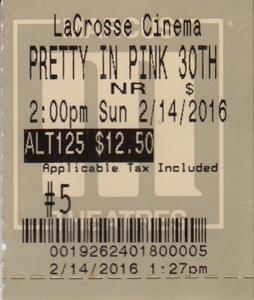 LaCrosse Cinema
PRETTY IN PINK 30TH
NR $
2:00pm Sun 2/14/2016
ALT125 $12.50
Applicable Tax Included
#5
THEATRES
00192624018000005
2/14/2016 1:27pm